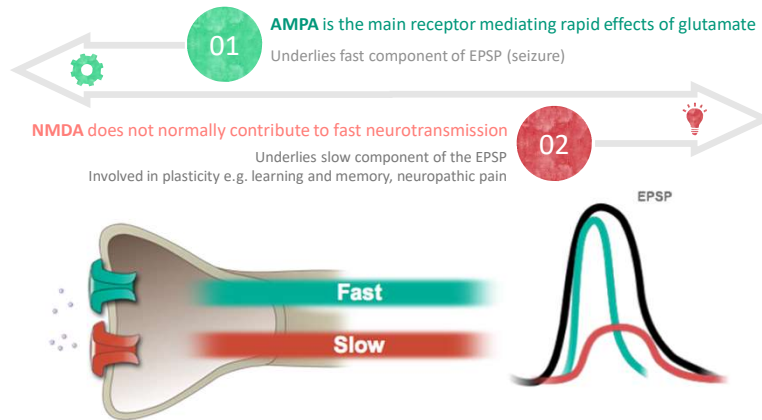 01
AMPA is the main receptor mediating rapid effects of glutamate
Underlies fast component of EPSP (seizure)
NMDA does not normally contribute to fast neurotransmission
02
Underlies slow component of the EPSP
Involved in plasticity e.g. learning and memory, neuropathic pain
EPSP
Fast
Slow